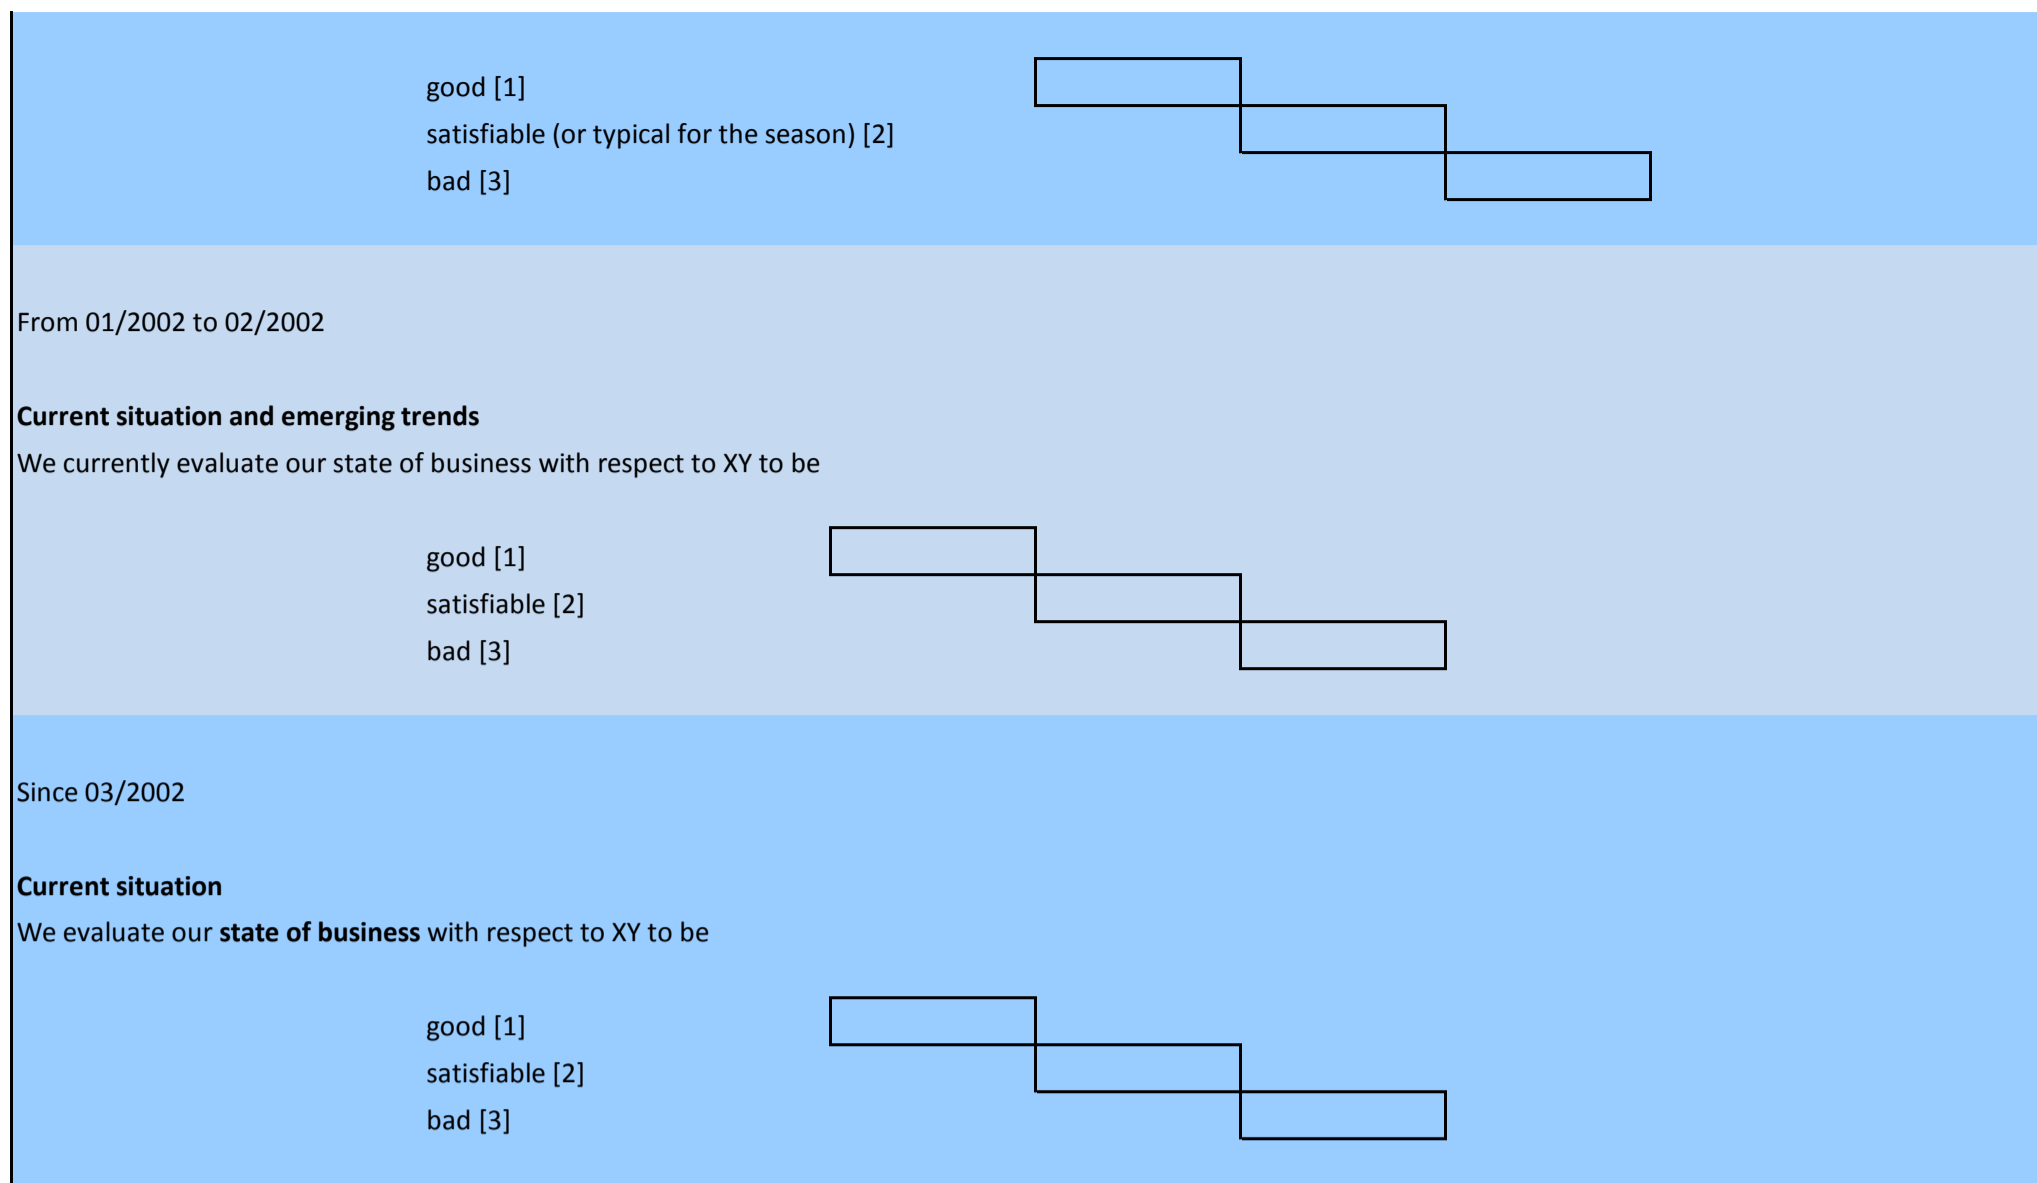 good [1]
satisfiable (or typical for the season) [2]
bad [3]
From 01/2002 to 02/2002
Current situation and emerging trends
We currently evaluate our state of business with respect to XY to be
good [1]
satisfiable [2]
bad [3]
Since 03/2002
Current situation
We evaluate our state of business with respect to XY to be
good [1]
satisfiable [2]
bad [3]